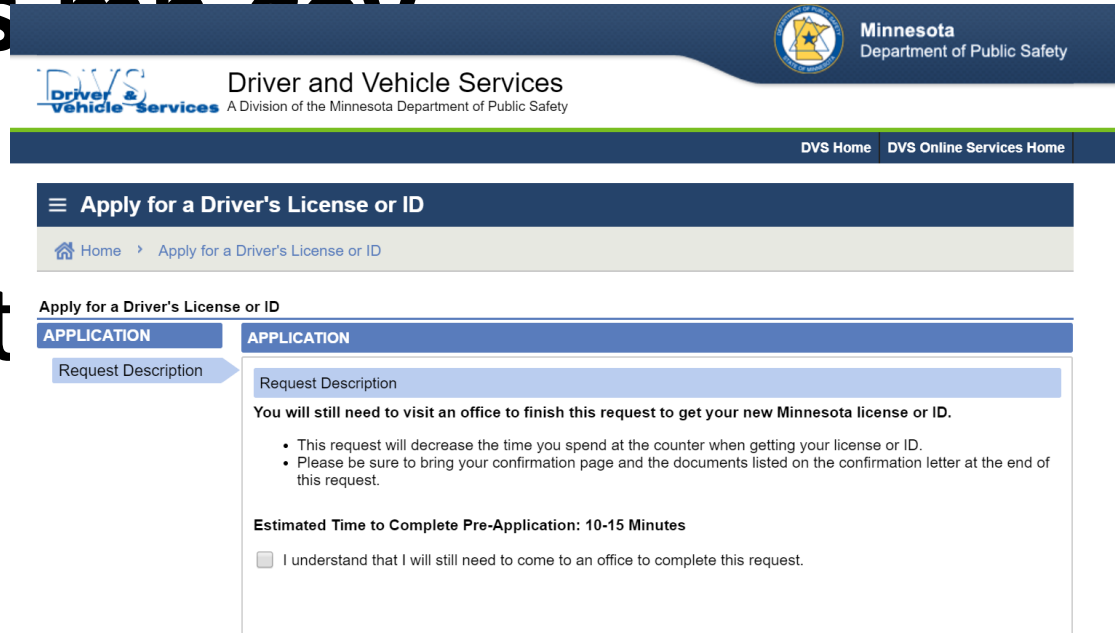 Minnesota
Department of Public Safety
DVS
Driver &
Vehicle Services
Driver and Vehicle Services
A Division of the Minnesota Department of Public Safety
DVS Home DVS Online Services Home
Apply for a Driver's License or ID
Home > Apply for a Driver's License or ID
Apply for a Driver's License or ID
APPLICATION
Request Description
APPLICATION
Request Description
You will still need to visit an office to finish this request to get your new Minnesota license or ID.
• This request will decrease the time you spend at the counter when getting your license or ID.
• Please be sure to bring your confirmation page and the documents listed on the confirmation letter at the end of
this request.
Estimated Time to Complete Pre-Application: 10-15 Minutes
I understand that I will still need to come to an office to complete this request.